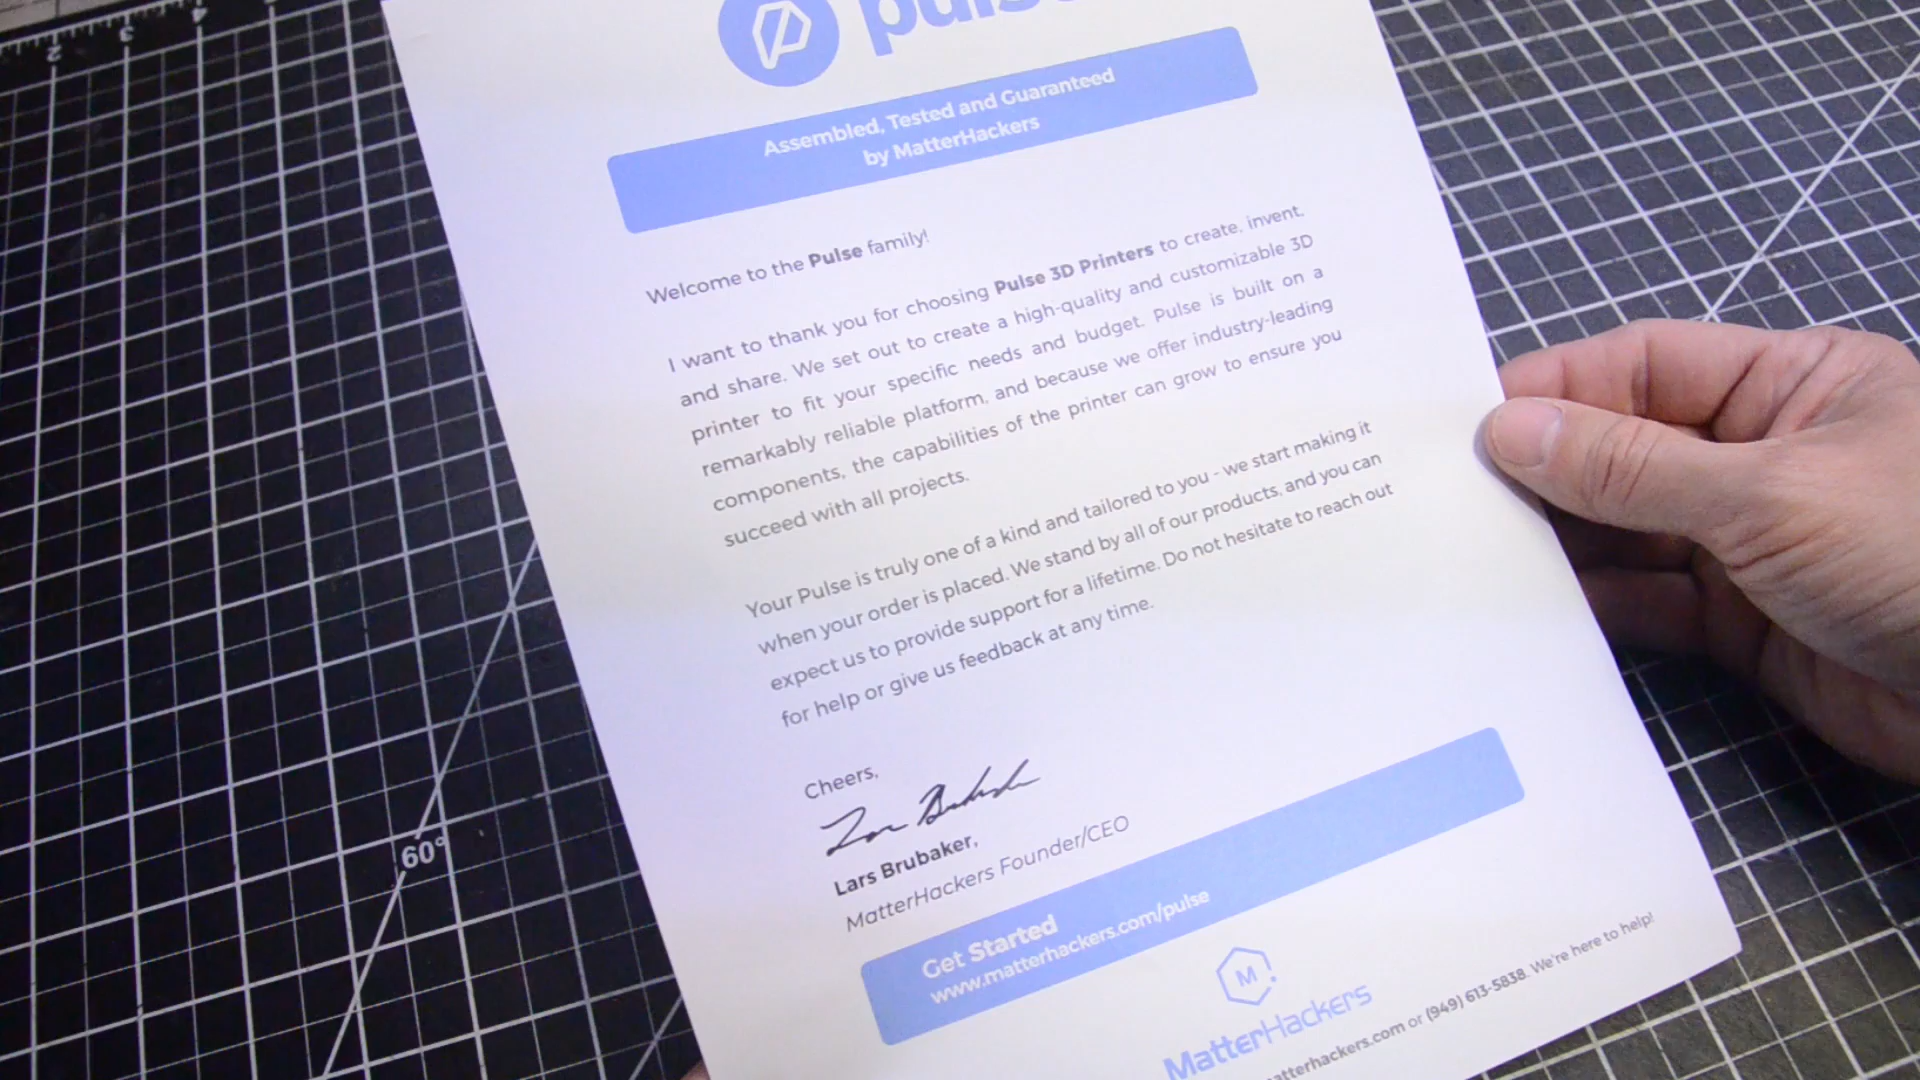 2 3 4
pulse
Assembled, Tested and Guaranteed
by MatterHackers
Welcome to the Pulse family!
I want to thank you for choosing Pulse 3D Printers to create, invent,
and share. We set out to create a high-quality and customizable 3D
printer to fit your specific needs and budget. Pulse is built on a
remarkably reliable platform, and because we offer industry-leading
components, the capabilities of the printer can grow to ensure you
succeed with all projects.
Your Pulse is truly one of a kind and tailored to you - we start making it
when your order is placed. We stand by all of our products, and you can
expect us to provide support for a lifetime. Do not hesitate to reach out
for help or give us feedback at any time.
Cheers,
Lars Brubaker,
MatterHackers Founder/CEO
60°
Get Started
www.matterhackers.com/pulse
M
MatterHackers
matterhackers.com or (949) 613-5838. We're here to help!